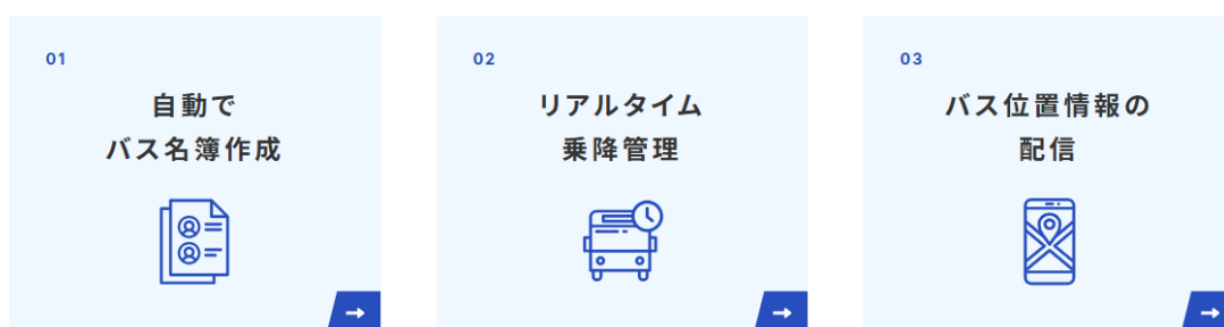 01
自動で
バス名簿作成
02
リアルタイム
乗降管理
03
バス位置情報の
配信